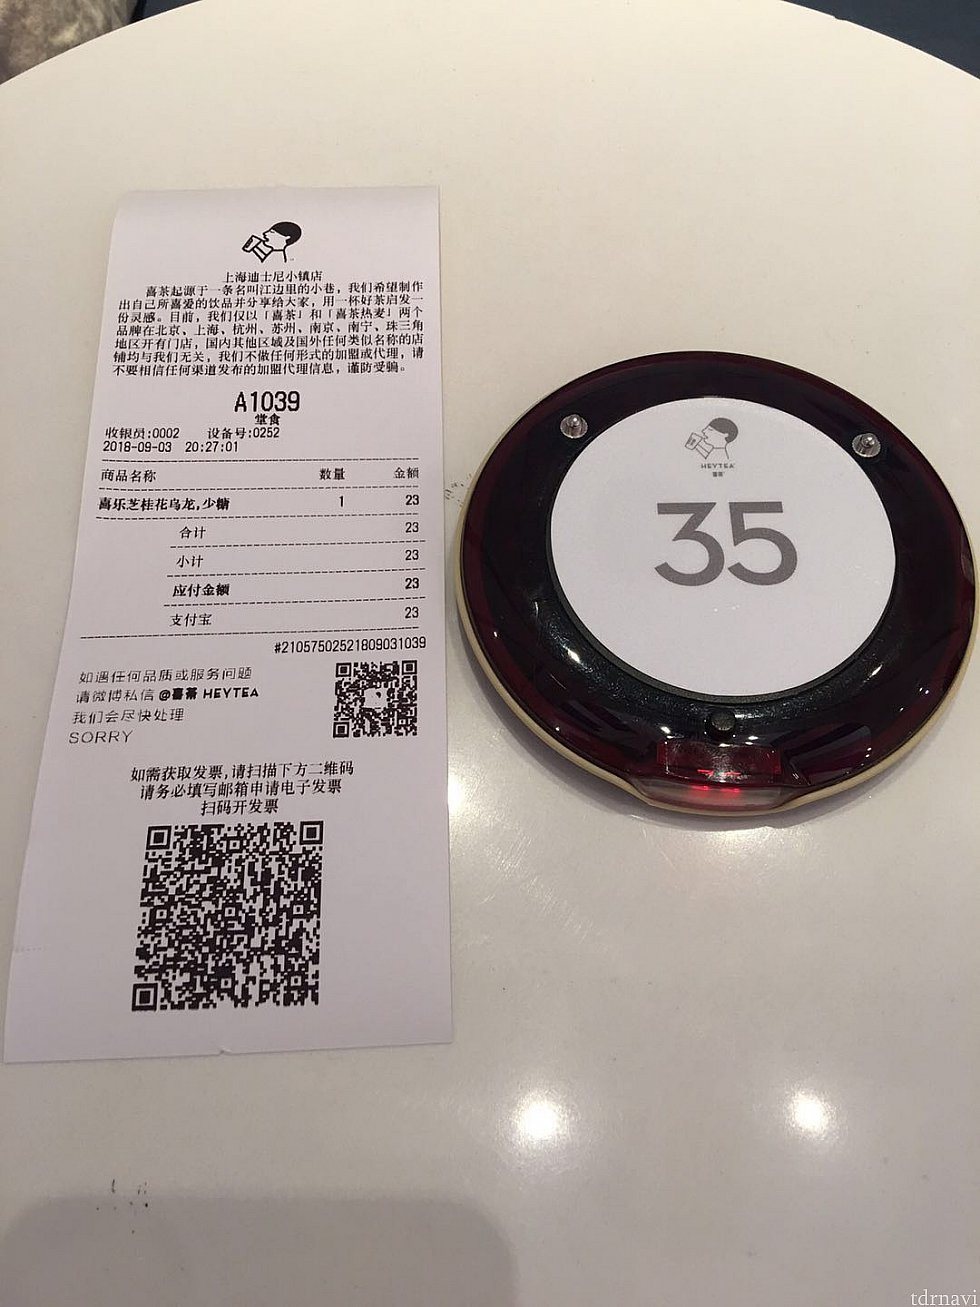 上海迪士尼小镇店
喜茶起源于一条名叫江边里的小巷，我们希望制作
出自己所喜爱的饮品并分享给大家，用一杯好茶启发一
份灵感。目前，我们仅以「喜茶」和「喜茶热麦」两个
品牌在北京、上海、杭州、苏州、南京、南宁、珠三角
地区开有门店，国内其他区域及国外任何类似名称的店
铺均与我们无关，我们不做任何形式的加盟或代理，请
不要相信任何渠道发布的加盟代理信息，谨防受骗。
A1039
堂食
收银员:0002 设备号:0252
2018-09-03 20:27:01
商品名称 数量 金额
喜乐芝桂花乌龙,少糖 1 23
合计 23
小计 23
应付金额 23
支付宝 23
#21057502521809031039
如遇任何品质或服务问题
请微博私信@喜茶 HEYTEA
我们会尽快处理
SORRY
如需获取发票,请扫描下方二维码
请务必填写邮箱申请电子发票
扫码开发票
HEYTEA
喜茶
35
tdrnavi